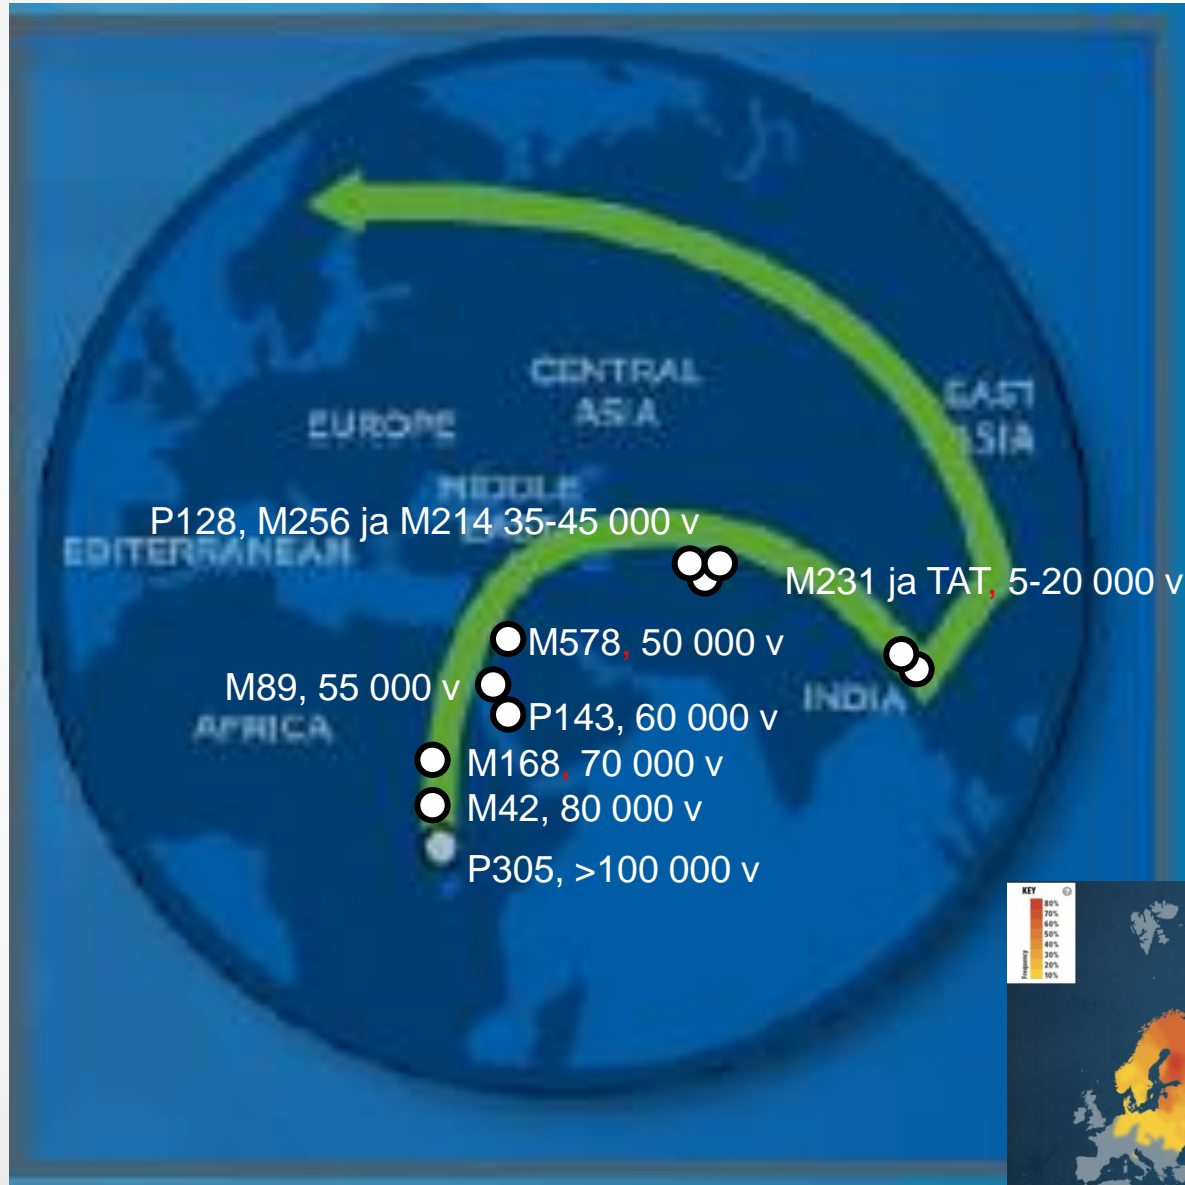 CENTRAL
ASIA
EAST
ASIA
EUROPE
MIDDLE
P128, M256 ja M214 35-45 000 v
EDITERRANEAN
M231 ja TAT, 5-20 000 v
M578, 50 000 v
M89, 55 000 v
INDIA
P143, 60 000 v
AFRICA
M168, 70 000 v
M42, 80 000 v
P305, >100 000 v
KEY
?
80%
70%
60%
50%
40%
30%
20%
10%
Frequency